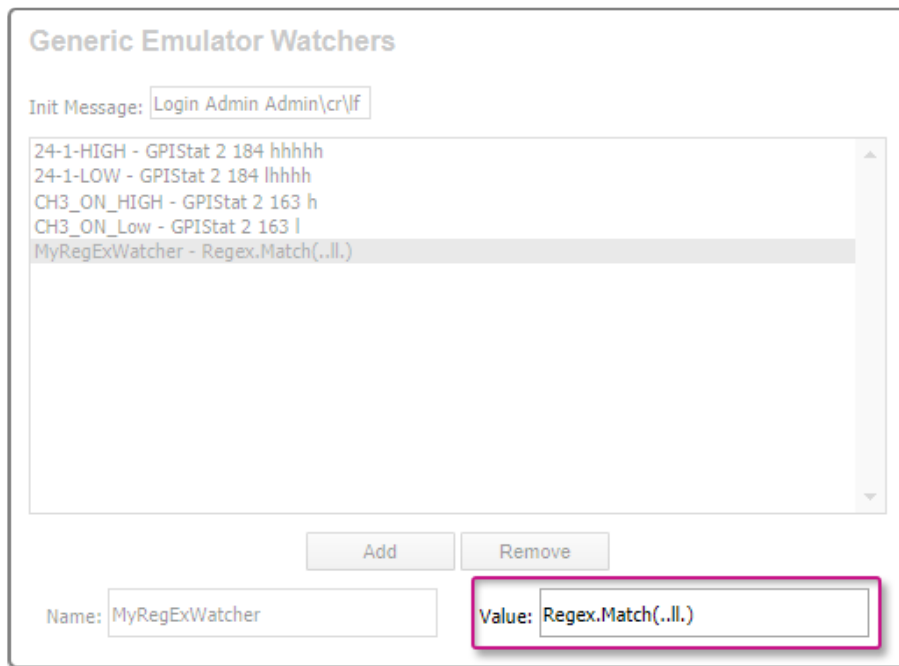 Generic Emulator Watchers
Init Message: Login Admin Admin\cr\lf
24-1-HIGH - GPIStat 2 184 hhhhh
24-1-LOW - GPIStat 2 184 lhhhh
CH3_ON_HIGH - GPIStat 2 163 h
CH3_ON_Low - GPIStat 2 163 l
MyRegExWatcher - Regex.Match(..ll.)
Add Remove
Name: MyRegExWatcher Value: Regex.Match(..ll.)